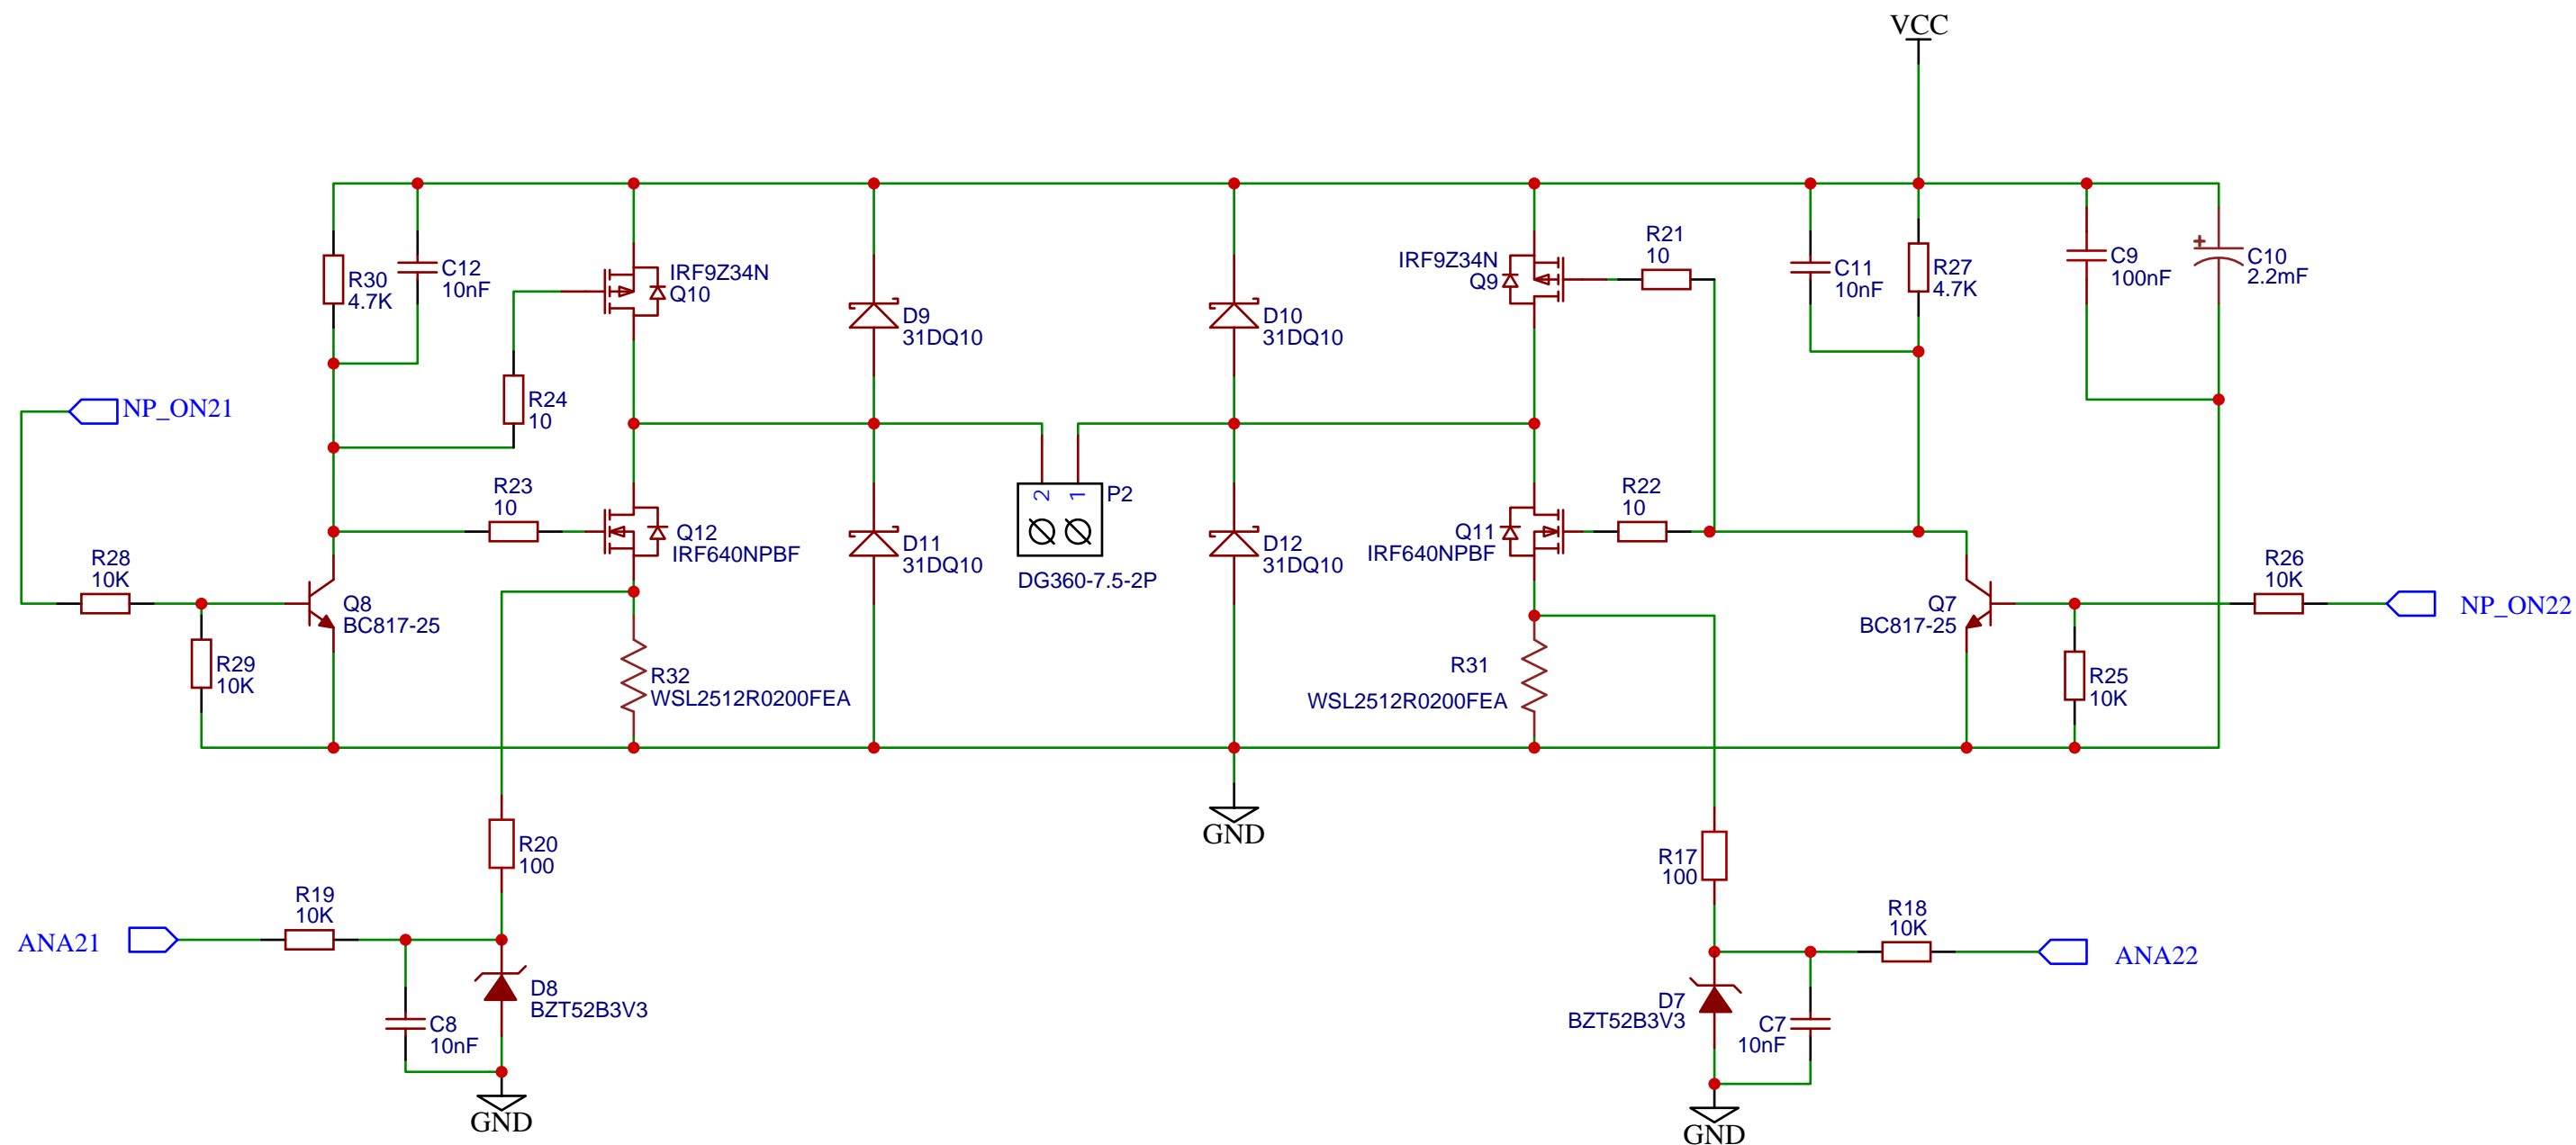 VCC
R30
4.7K
C12
10nF
IRF9Z34N
Q10
D9
31DQ10
D10
31DQ10
IRF9Z34N
Q9
R21
10
C11
10nF
R27
4.7K
C9
100nF
+
C10
2.2mF
NP_ON21
R24
10
R23
10
Q12
IRF640NPBF
D11
31DQ10
2
1
P2
DG360-7.5-2P
D12
31DQ10
Q11
IRF640NPBF
R22
10
R28
10K
Q8
BC817-25
R29
10K
R32
WSL2512R0200FEA
R31
WSL2512R0200FEA
Q7
BC817-25
R26
10K
NP_ON22
R25
10K
GND
R20
100
R17
100
ANA21
R19
10K
R18
10K
ANA22
D8
BZT52B3V3
C8
10nF
D7
BZT52B3V3
C7
10nF
GND
GND